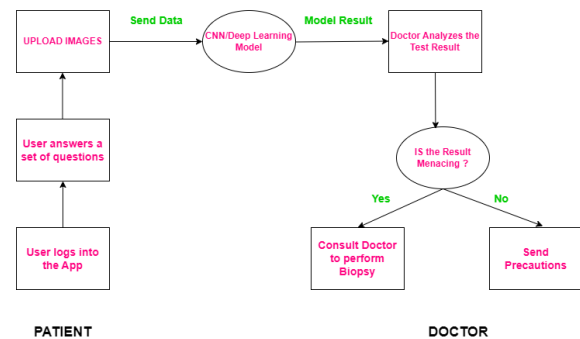 Send Data
Model Result
UPLOAD IMAGES
CNN/Deep Learning
Model
Doctor Analyzes the
Test Result
User answers a
set of questions
IS the Result
Menacing ?
Yes
No
User logs into
the App
Consult Doctor
to perform
Biopsy
Send
Precautions
PATIENT
DOCTOR